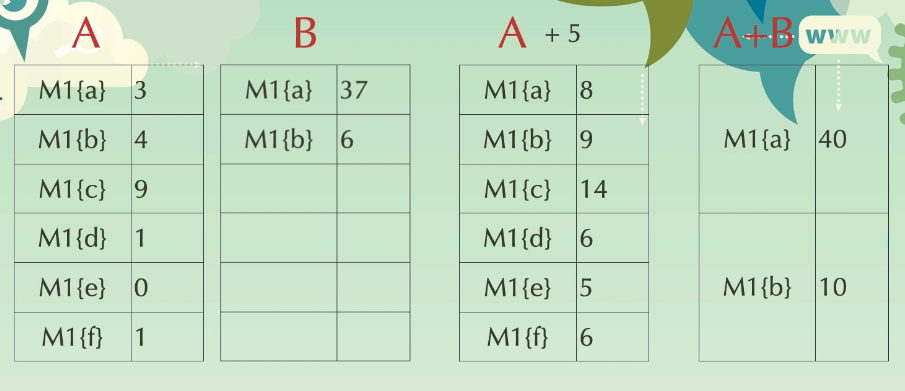 A B A + 5 A+B www
M1{a} 3 M1{a} 37 M1{a} 8 M1{a} 40
M1{b} 4 M1{b} 6 M1{b} 9 M1{b} 10
M1{c} 9 M1{c} 14
M1{d} 1 M1{d} 6
M1{e} 0 M1{e} 5
M1{f} 1 M1{f} 6